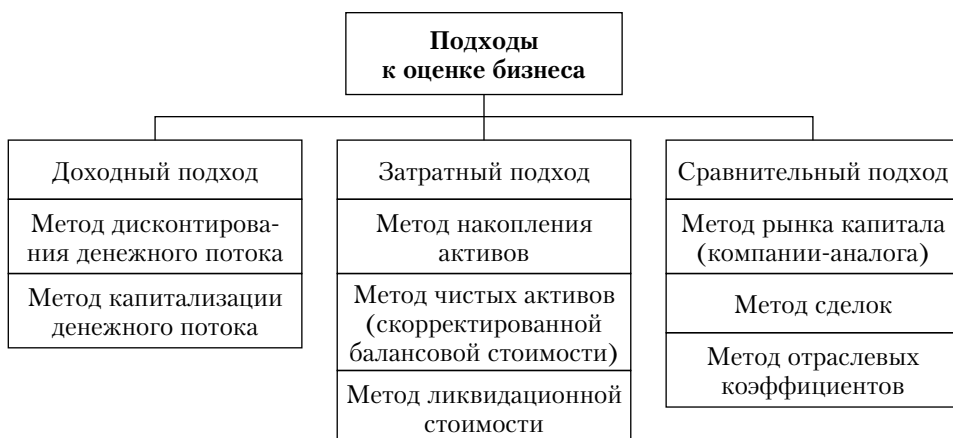 Подходы
к оценке бизнеса
Доходный подход
Метод дисконтирова-
ния денежного потока
Метод капитализации
денежного потока
Затратный подход
Метод накопления
активов
Метод чистых активов
(скорректированной
балансовой стоимости)
Метод ликвидационной
стоимости
Сравнительный подход
Метод рынка капитала
(компании-аналога)
Метод сделок
Метод отраслевых
коэффициентов